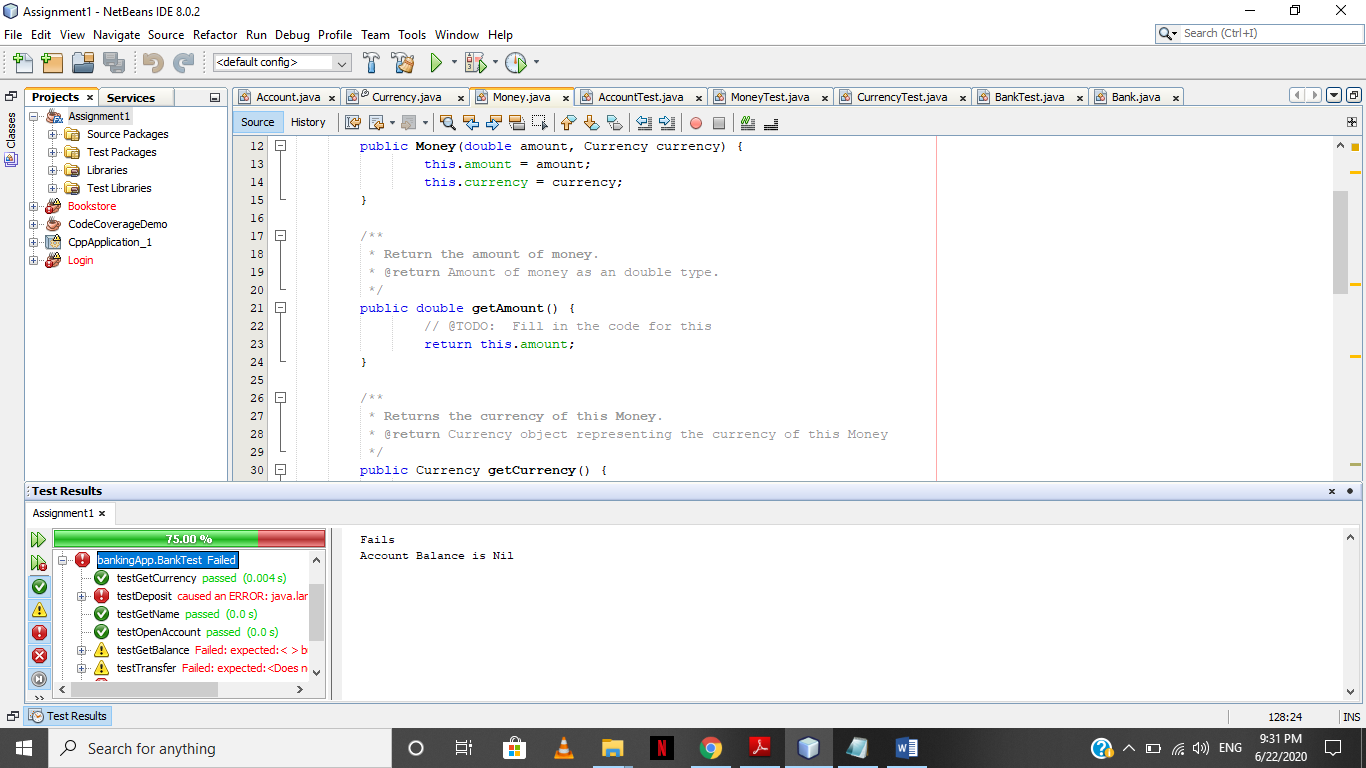 Assignment1 - NetBeans IDE 8.0.2
File Edit View Navigate Source Refactor Run Debug Profile Team Tools Window Help
Search (Ctrl+I)
<default config>
Projects Services
Classes
Assignment1
Source Packages
Test Packages
Libraries
Test Libraries
Bookstore
CodeCoverageDemo
CppApplication_1
Login
Account.java Currency.java Money.java AccountTest.java MoneyTest.java CurrencyTest.java BankTest.java Bank.java
Source History
12 public Money(double amount, Currency currency) {
13 this.amount = amount;
14 this.currency = currency;
15 }
16
17 /**
18 * Return the amount of money.
19 * @return Amount of money as an double type.
20 */
21 public double getAmount() {
22 // @TODO:  Fill in the code for this
23 return this.amount;
24 }
25
26 /**
27 * Returns the currency of this Money.
28 * @return Currency object representing the currency of this Money
29 */
30 public Currency getCurrency() {
Test Results
Assignment1
75.00 %
bankingApp.BankTest Failed
testGetCurrency passed (0.004 s)
testDeposit caused an ERROR: java.lan
testGetName passed (0.0 s)
testOpenAccount passed (0.0 s)
testGetBalance Failed: expected:< > b
testTransfer Failed: expected:<Does n
Fails
Account Balance is Nil
Test Results
128:24 INS
Search for anything
ENG
9:31 PM
6/22/2020